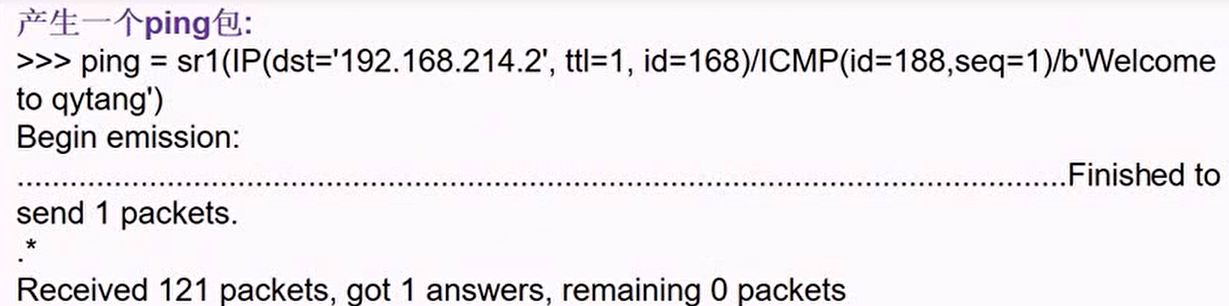 产生一个ping包:
>>> ping = sr1(IP(dst='192.168.214.2', ttl=1, id=168)/ICMP(id=188,seq=1)/b'Welcome
to qytang')
Begin emission:
.........................................................................................................................Finished to
send 1 packets.
.*
Received 121 packets, got 1 answers, remaining 0 packets